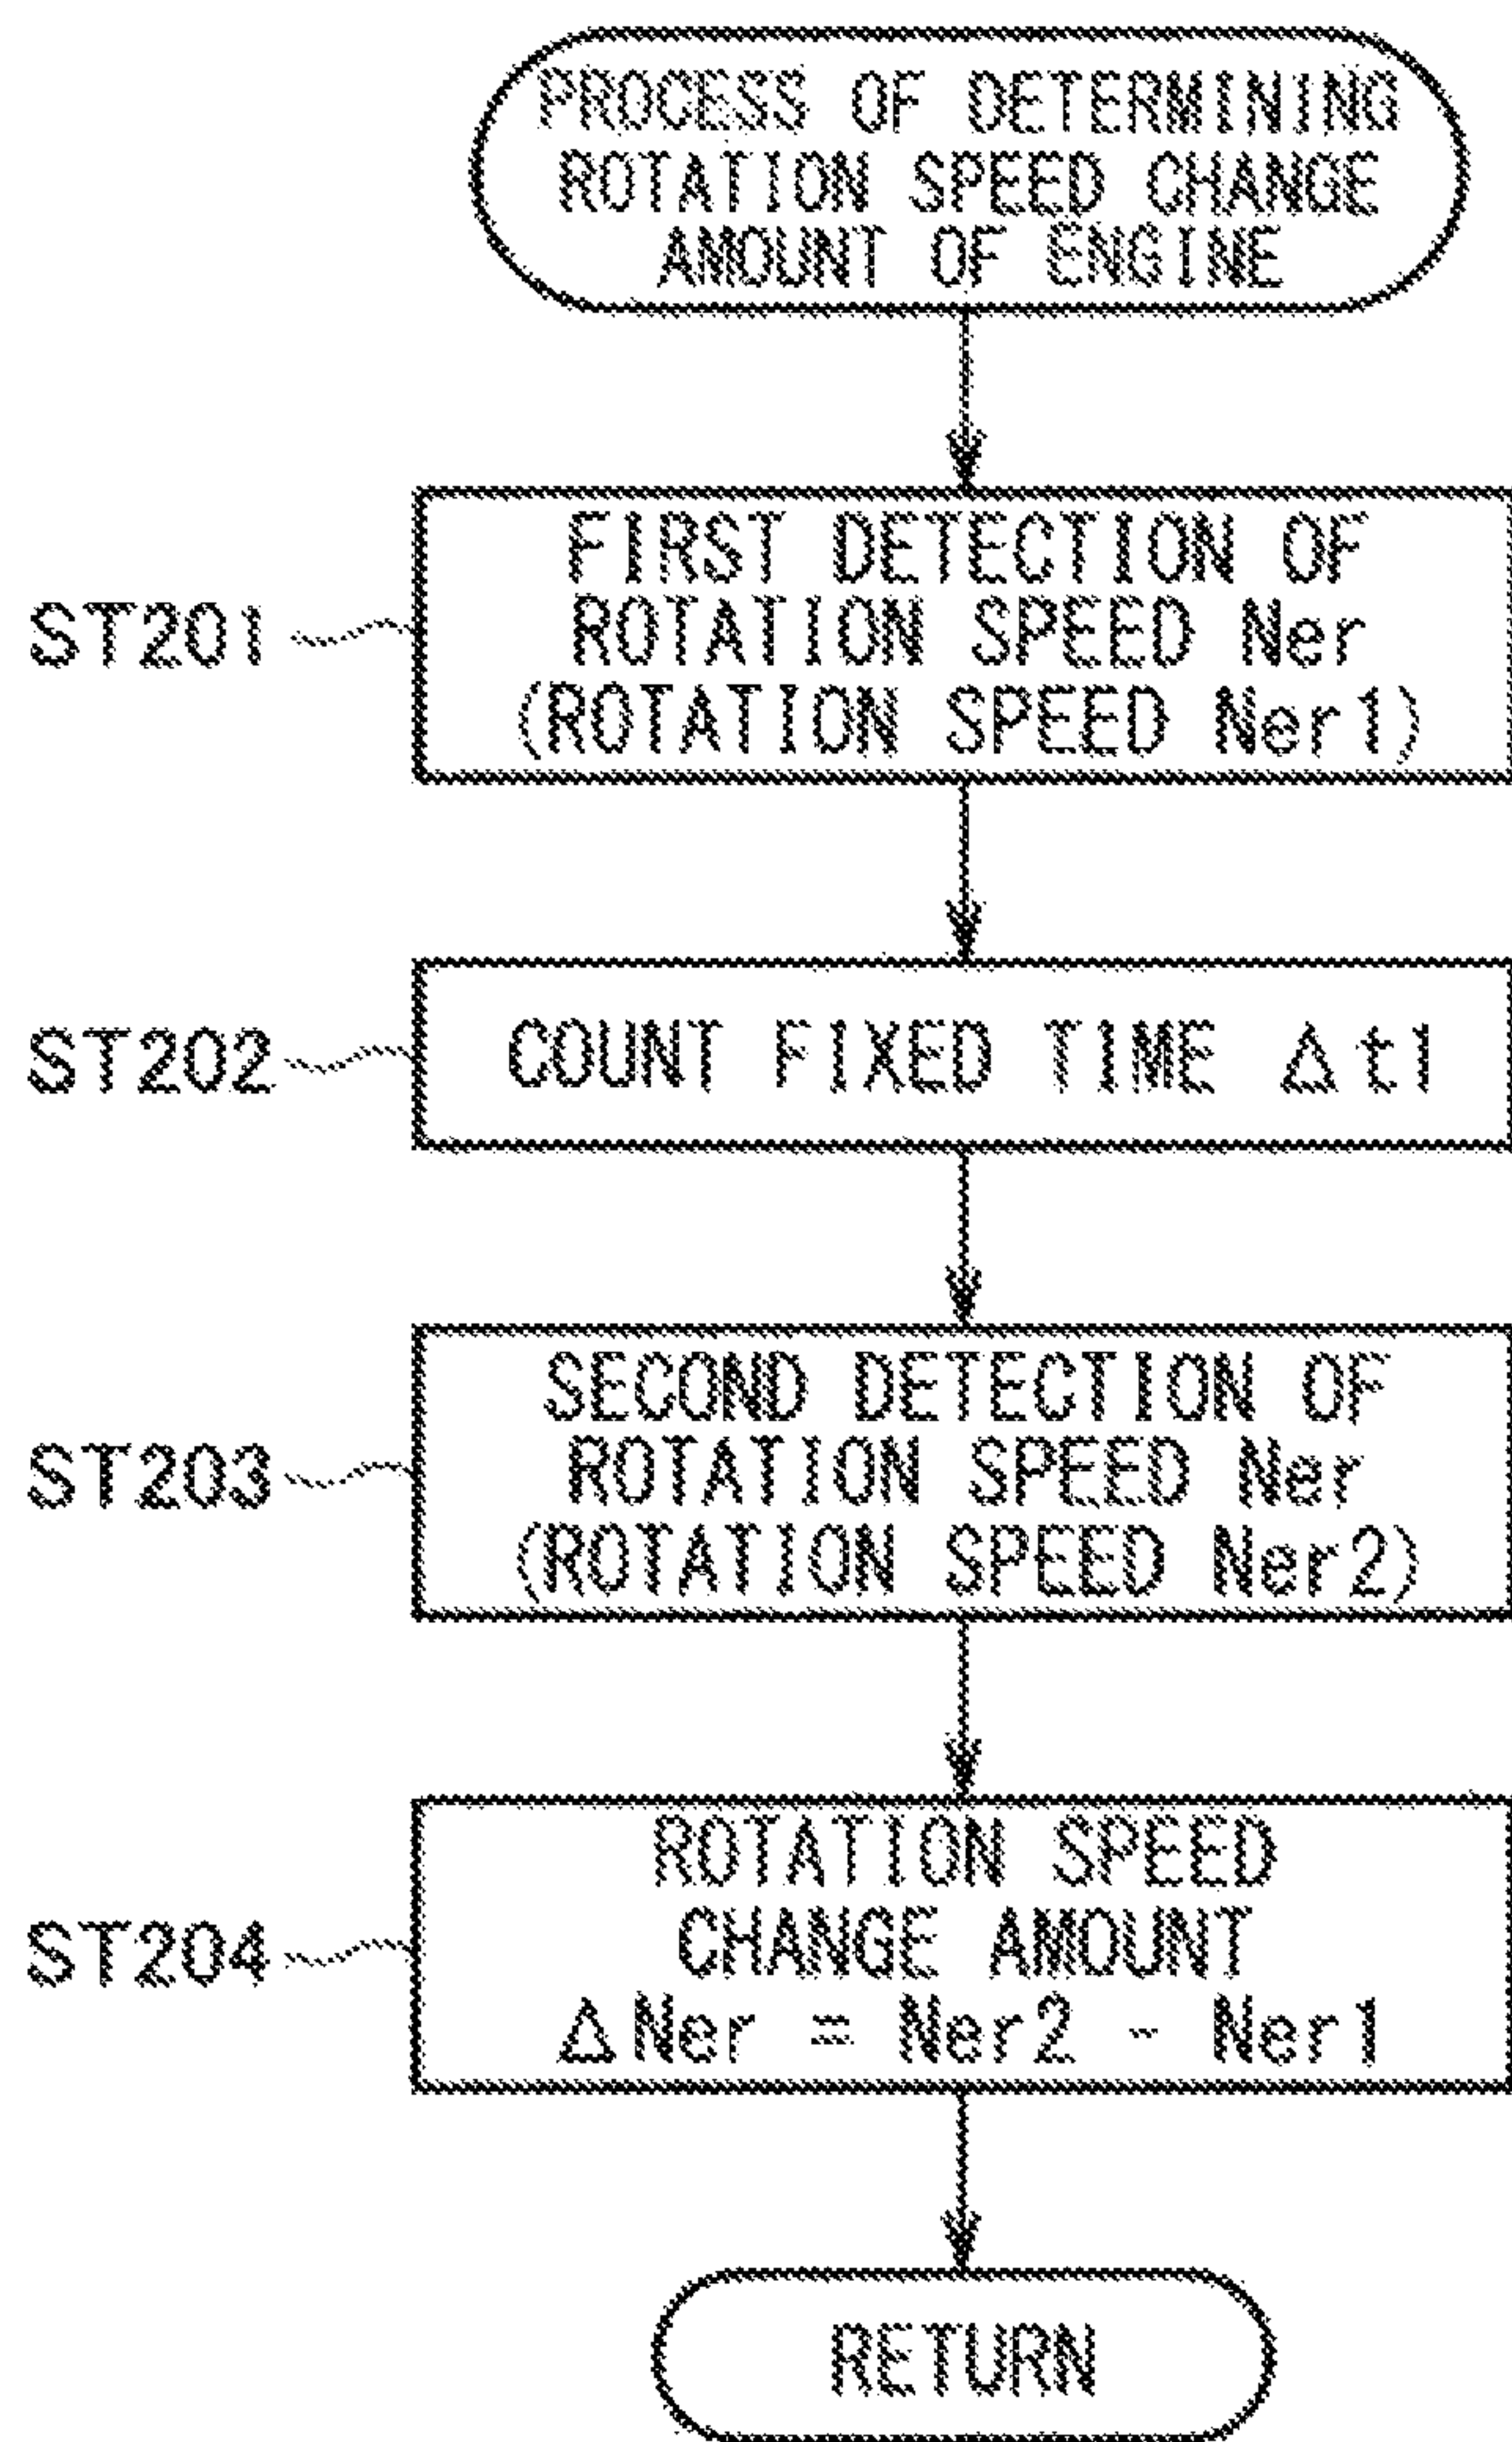 PROCESS OF DETERMINING
ROTATION SPEED CHANGE
AMOUNT OF ENGINE
FIRST DETECTION OF
ROTATION SPEED Ner
(ROTATION SPEED Ner1)
ST201
COUNT FIXED TIME Δt1
ST202
SECOND DETECTION OF
ROTATION SPEED Ner
(ROTATION SPEED Ner2)
ST203
ROTATION SPEED
CHANGE AMOUNT
ΔNer = Ner2 - Ner1
ST204
RETURN